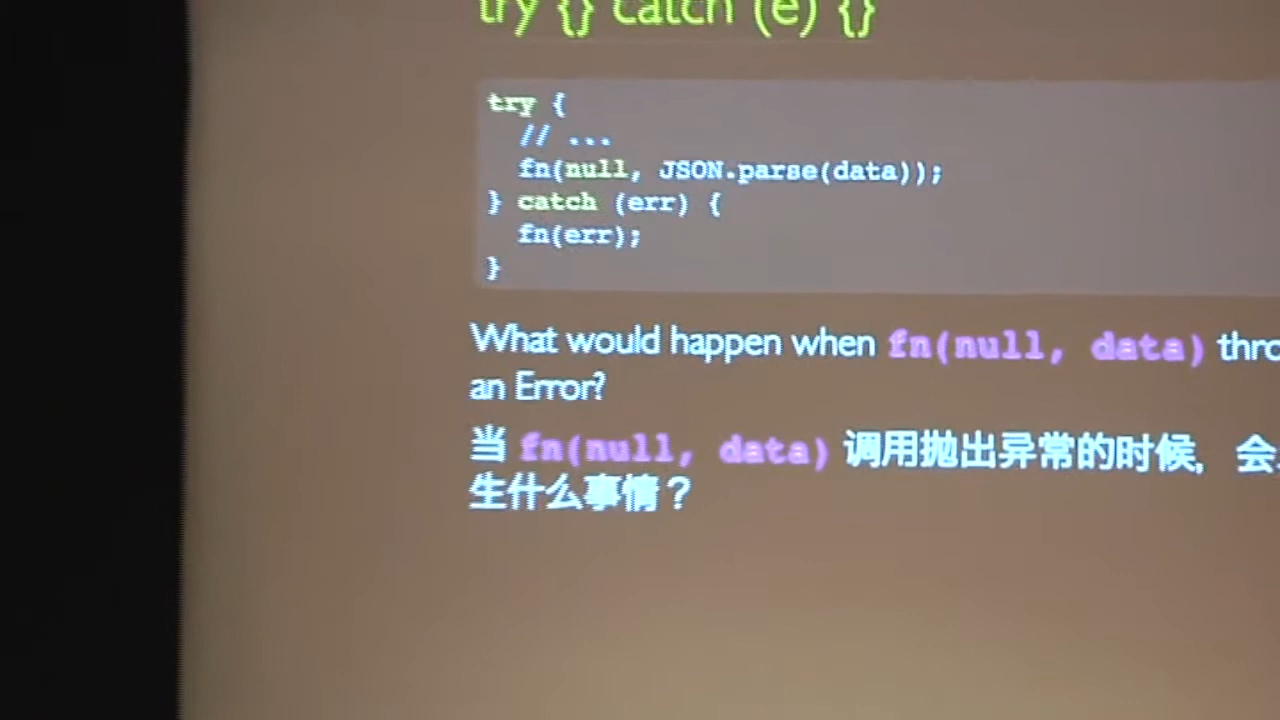 try {} catch (e) {}
try {
// ...
fn(null, JSON.parse(data));
} catch (err) {
fn(err);
}
What would happen when fn(null, data)
an Error?
当 fn(null, data) 调用抛出异常的时候, 会
生什么事情？